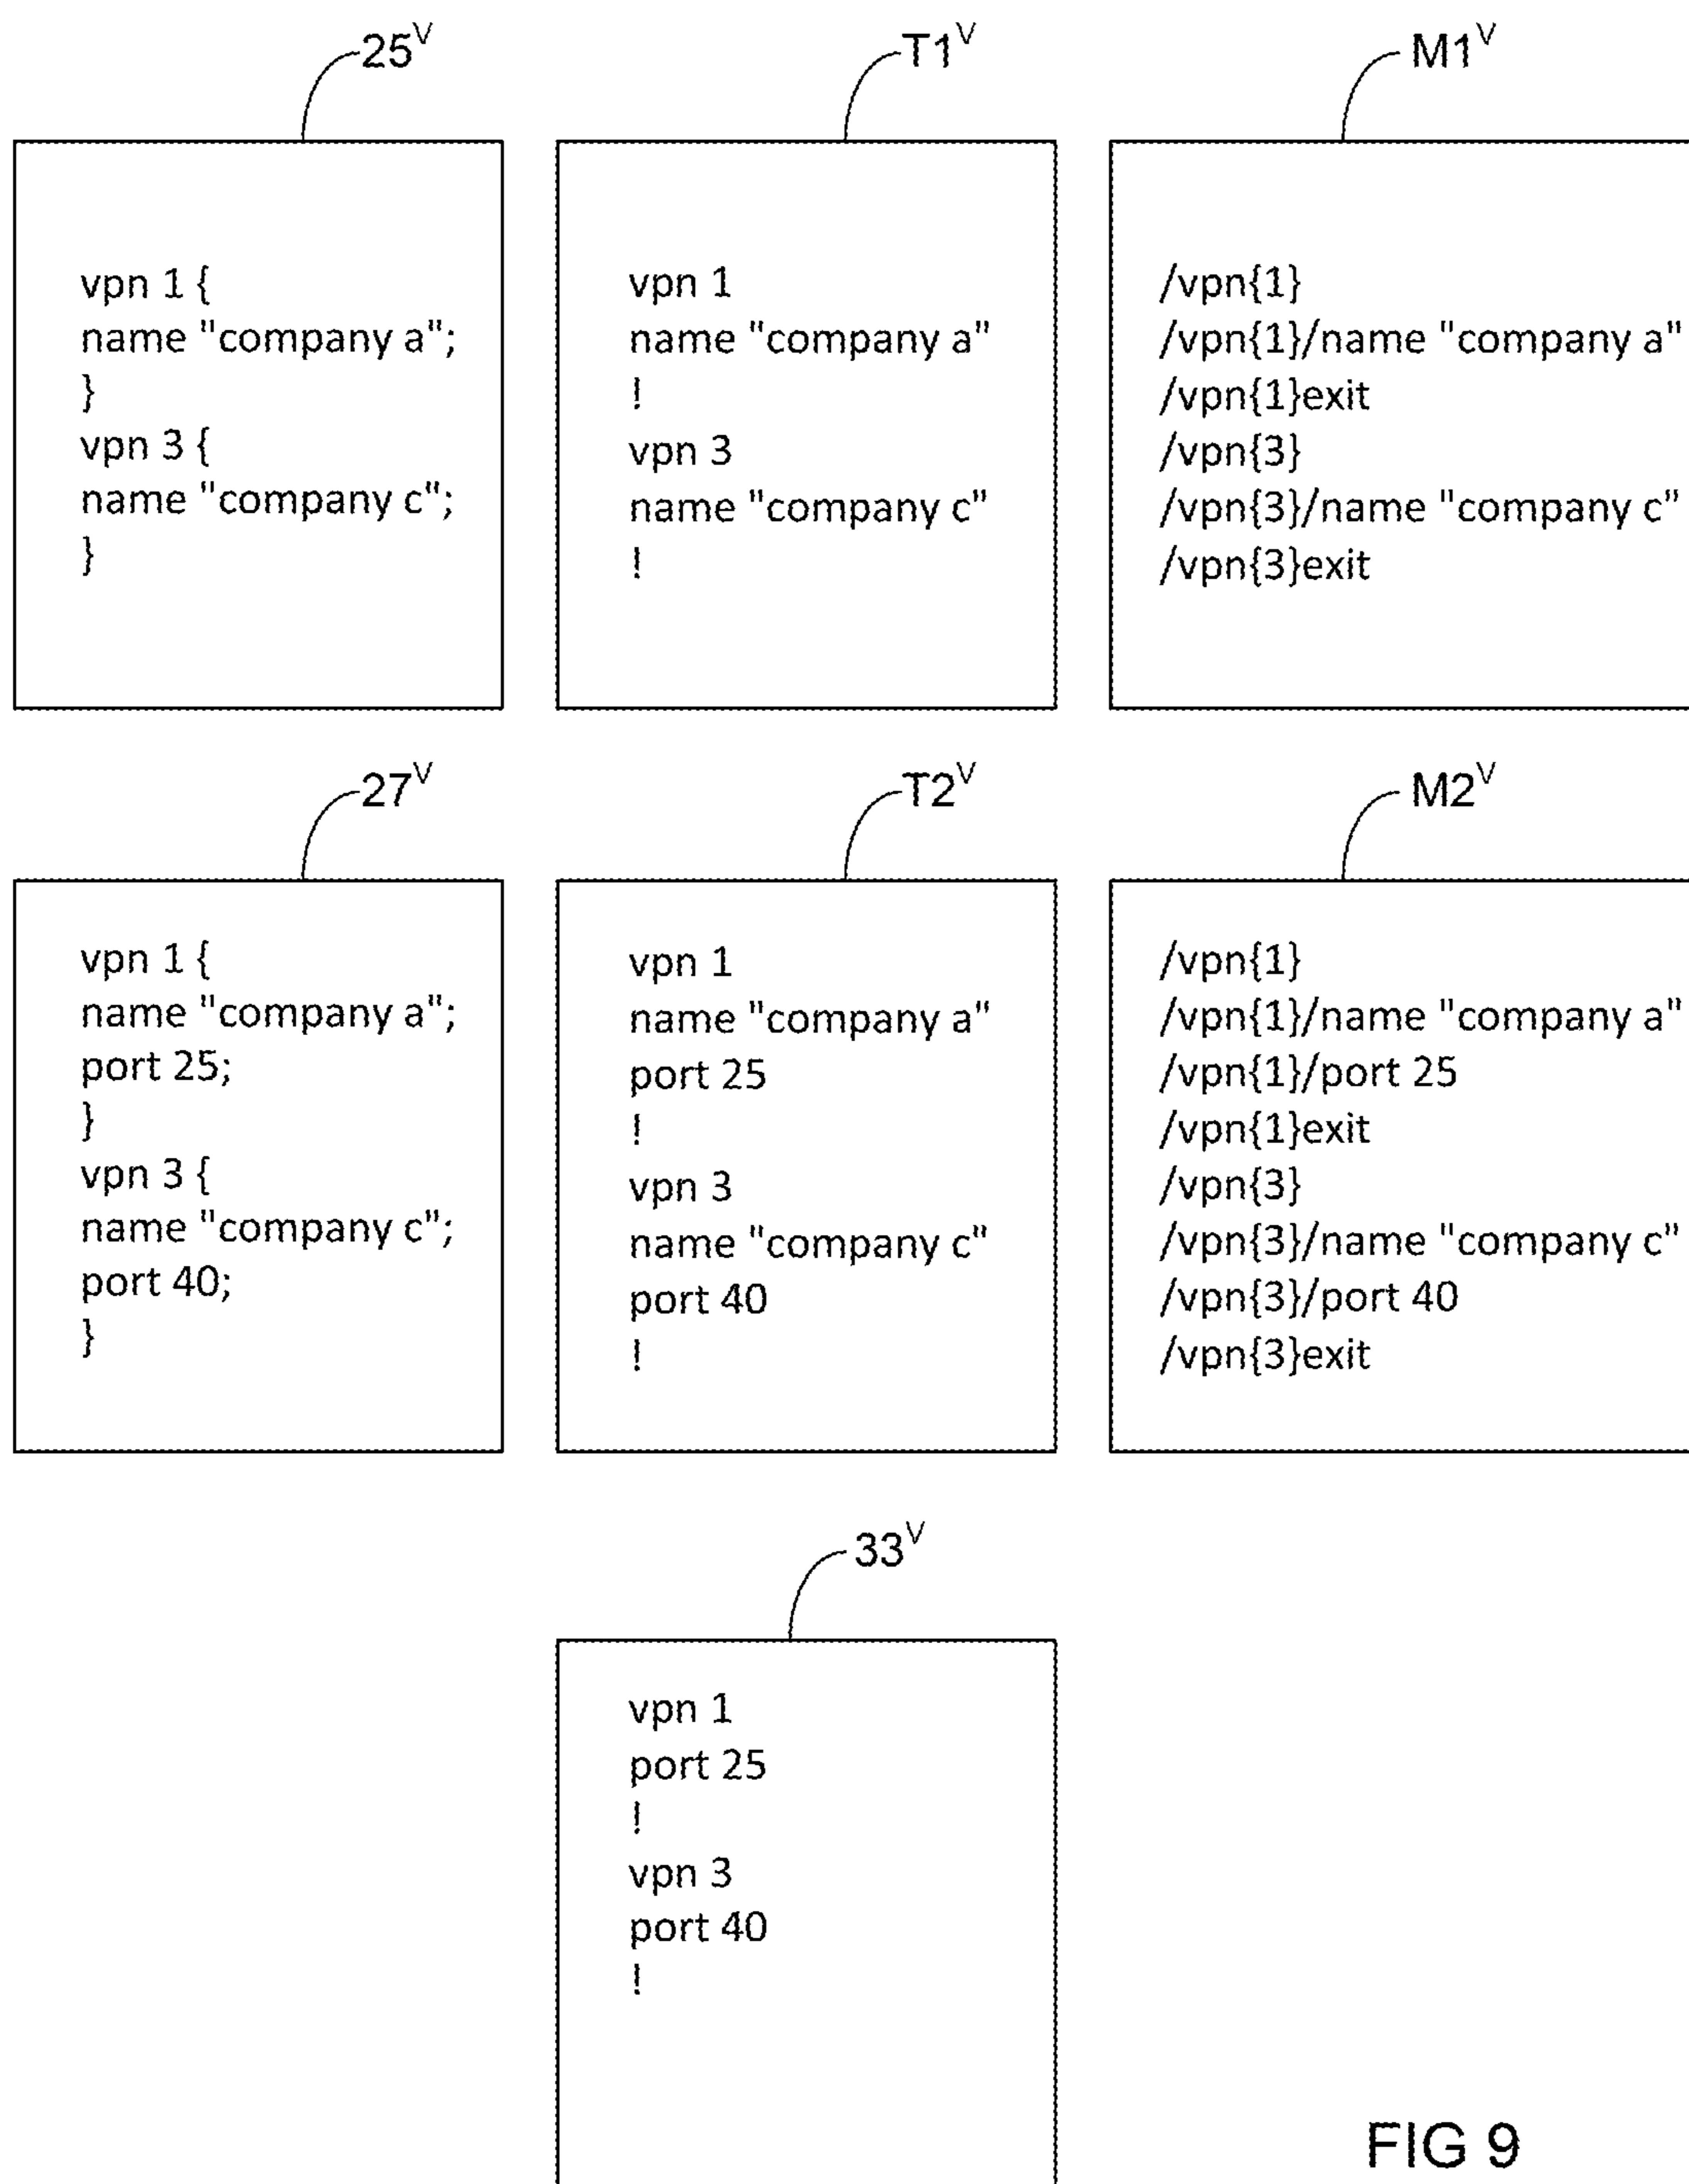 25ⱽ
vpn 1 {
name "company a";
}
vpn 3 {
name "company c";
}
T1ⱽ
vpn 1
name "company a"
!
vpn 3
name "company c"
!
M1ⱽ
/vpn{1}
/vpn{1}/name "company a"
/vpn{1}exit
/vpn{3}
/vpn{3}/name "company c"
/vpn{3}exit
27ⱽ
vpn 1 {
name "company a";
port 25;
}
vpn 3 {
name "company c";
port 40;
}
T2ⱽ
vpn 1
name "company a"
port 25
!
vpn 3
name "company c"
port 40
!
M2ⱽ
/vpn{1}
/vpn{1}/name "company a"
/vpn{1}/port 25
/vpn{1}exit
/vpn{3}
/vpn{3}/name "company c"
/vpn{3}/port 40
/vpn{3}exit
33ⱽ
vpn 1
port 25
!
vpn 3
port 40
!
FIG 9